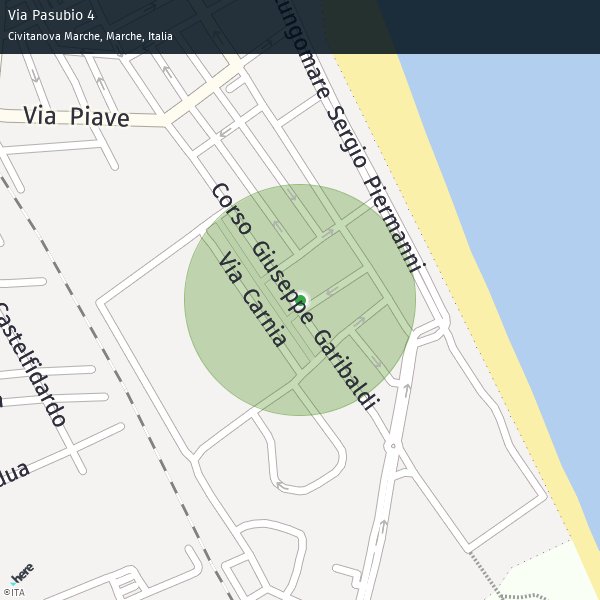 Via Pasubio 4
Civitanova Marche, Marche, Italia
Lungomare Sergio Piermanni
Via Piave
Corso Giuseppe Garibaldi
Via Carnia
Castelfidardo
dua
here
©ITA